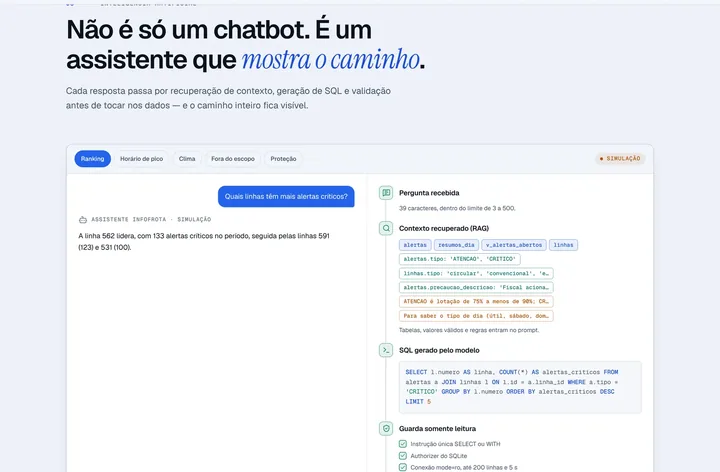 Não é só um chatbot. É um
assistente que mostra o caminho.
Cada resposta passa por recuperação de contexto, geração de SQL e validação
antes de tocar nos dados — e o caminho inteiro fica visível.
Ranking
Horário de pico
Clima
Fora do escopo
Proteção
SIMULAÇÃO
Quais linhas têm mais alertas críticos?
ASSISTENTE INFOFROTA · SIMULAÇÃO
A linha 562 lidera, com 133 alertas críticos no período, seguida pelas linhas 591
(123) e 531 (100).
Pergunta recebida
39 caracteres, dentro do limite de 3 a 500.
Contexto recuperado (RAG)
alertas
resumos_dia
v_alertas_abertos
linhas
alertas.tipo: 'ATENCAO', 'CRITICO'
linhas.tipo: 'circular', 'convencional', 'e…
alertas.precaucao_descricao: 'Fiscal aciona…
ATENCAO é lotação de 75% a menos de 90%; CR…
Para saber o tipo de dia (útil, sábado, dom…
Tabelas, valores válidos e regras entram no prompt.
SQL gerado pelo modelo
SELECT l.numero AS linha, COUNT(*) AS alertas_criticos FROM
alertas a JOIN linhas l ON l.id = a.linha_id WHERE a.tipo =
'CRITICO' GROUP BY l.numero ORDER BY alertas_criticos DESC
LIMIT 5
Guarda somente leitura
Instrução única SELECT ou WITH
Authorizer do SQLite
Conexão mode=ro, até 200 linhas e 5 s